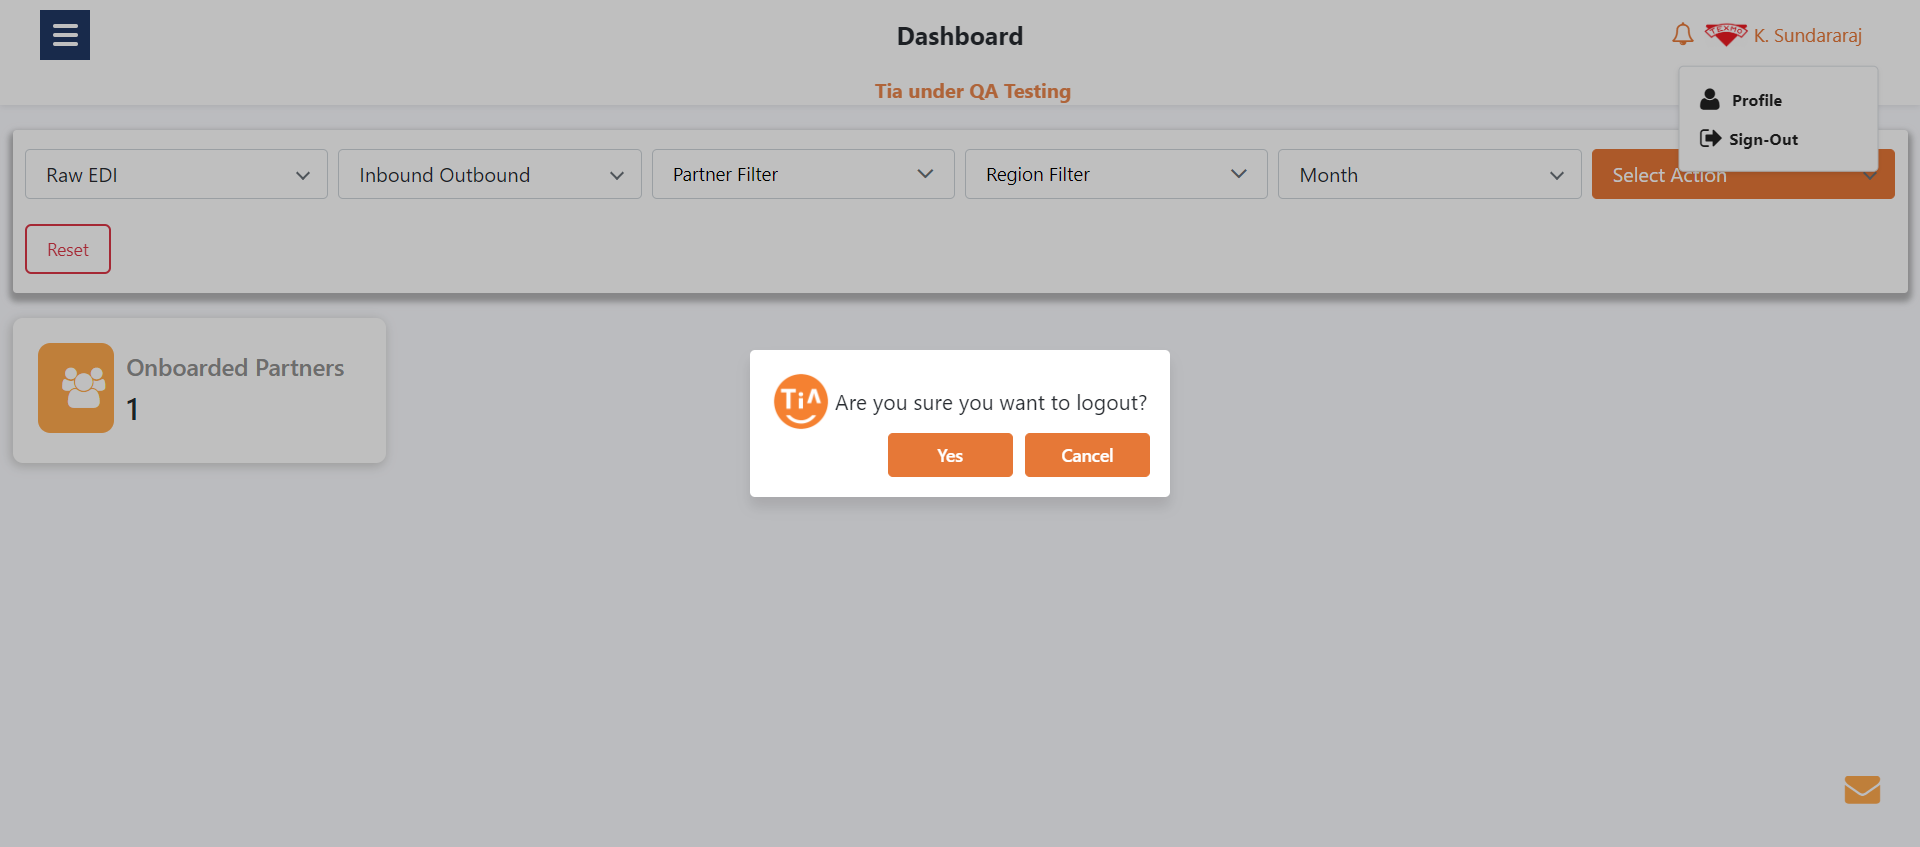 Dashboard
TEXMO
K. Sundararaj
Tia under QA Testing
Profile
Sign-Out
Raw EDI
Inbound Outbound
Partner Filter
Region Filter
Month
Select Action
Reset
Onboarded Partners
1
TiA
Are you sure you want to logout?
Yes
Cancel